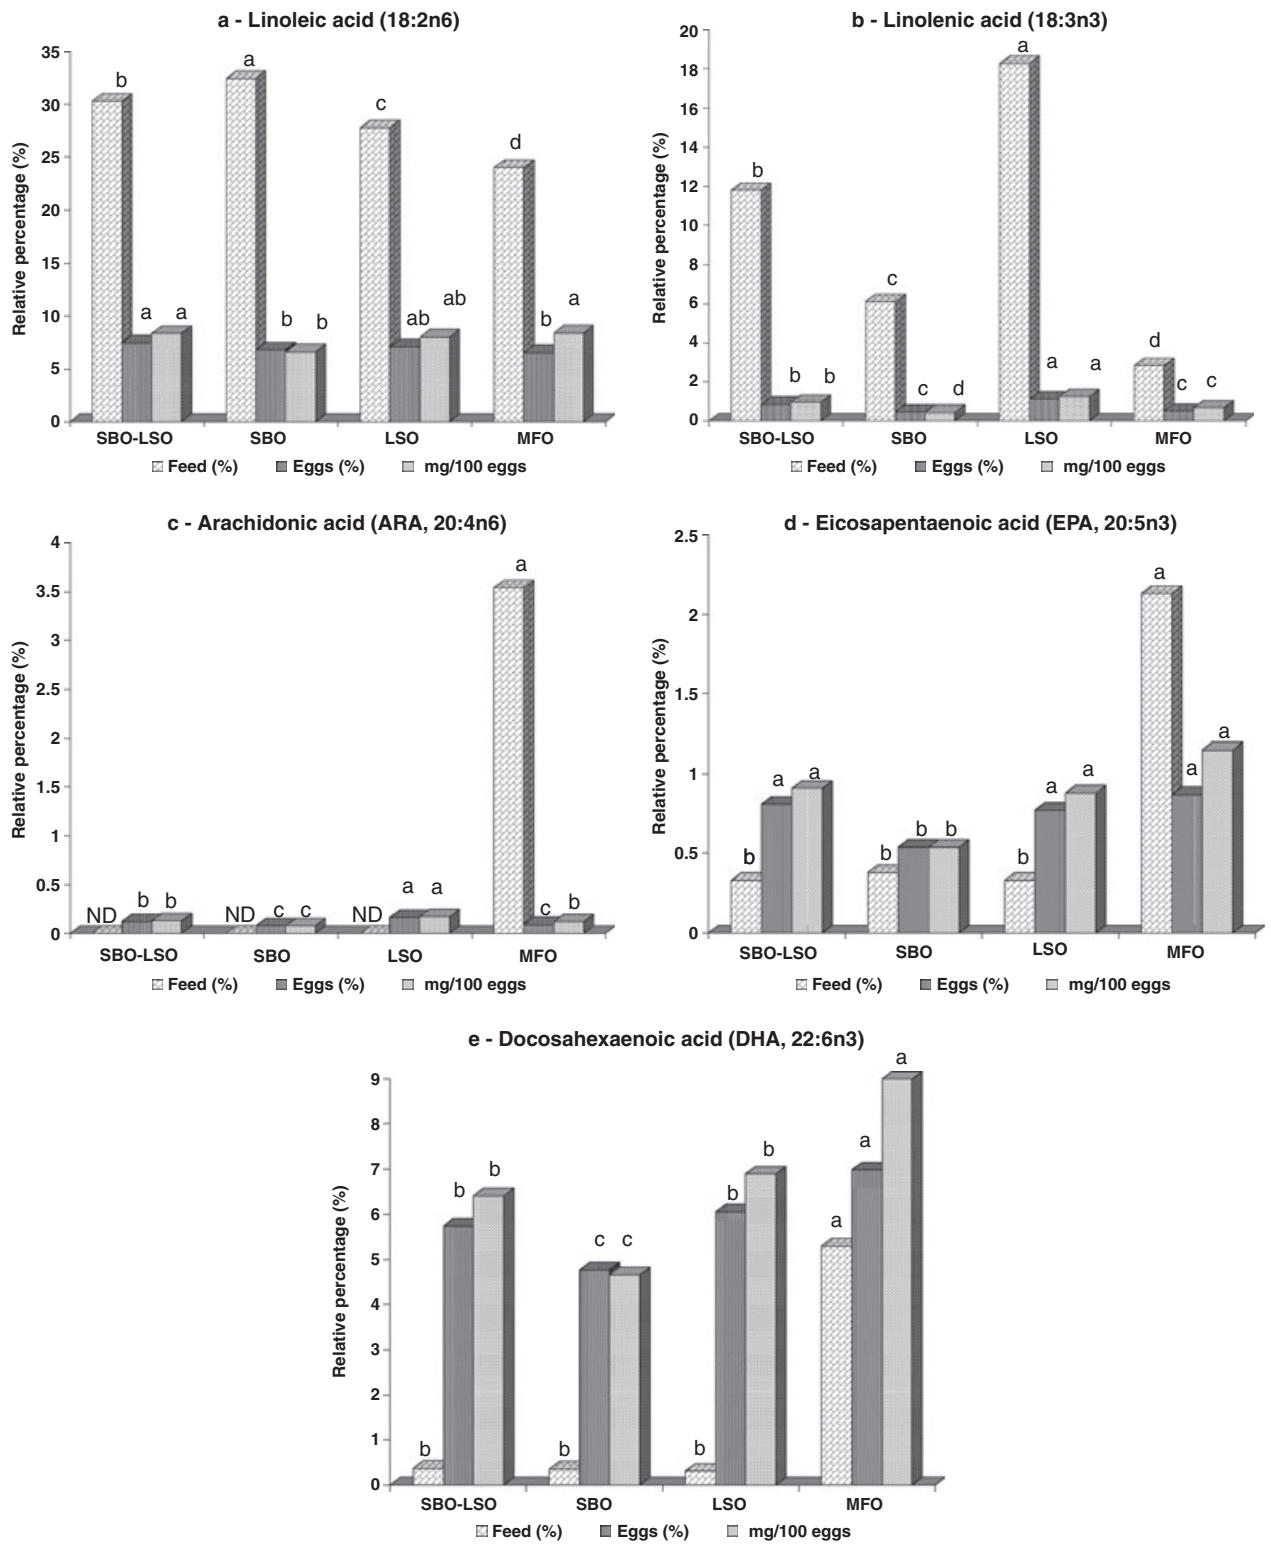 a - Linoleic acid (18:2n6)
Relative percentage (%)
35
30
25
20
15
10
5
0
b
a
a
a
b
b
c
ab
ab
d
b
a
SBO-LSO SBO LSO MFO
Feed (%) Eggs (%) mg/100 eggs
b - Linolenic acid (18:3n3)
Relative percentage (%)
20
18
16
14
12
10
8
6
4
2
0
b
b
b
c
c
d
a
a
a
d
c
c
SBO-LSO SBO LSO MFO
Feed (%) Eggs (%) mg/100 eggs
c - Arachidonic acid (ARA, 20:4n6)
Relative percentage (%)
4
3.5
3
2.5
2
1.5
1
0.5
0
ND
b
b
ND
c
c
ND
a
a
a
c
b
SBO-LSO SBO LSO MFO
Feed (%) Eggs (%) mg/100 eggs
d - Eicosapentaenoic acid (EPA, 20:5n3)
Relative percentage (%)
2.5
2
1.5
1
0.5
0
b
a
a
b
b
b
b
a
a
a
a
a
SBO-LSO SBO LSO MFO
Feed (%) Eggs (%) mg/100 eggs
e - Docosahexaenoic acid (DHA, 22:6n3)
Relative percentage (%)
9
8
7
6
5
4
3
2
1
0
b
b
b
b
c
c
b
b
b
a
a
a
SBO-LSO SBO LSO MFO
Feed (%) Eggs (%) mg/100 eggs